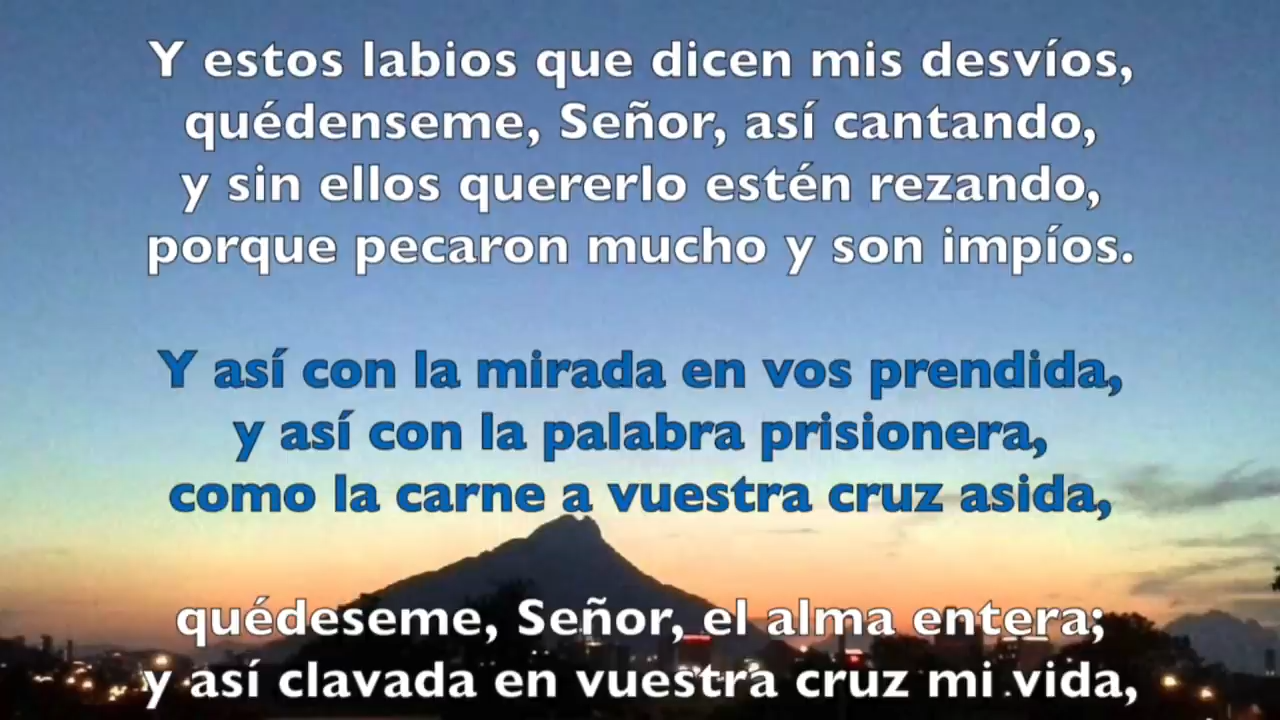 Y estos labios que dicen mis desvíos,
quédenseme, Señor, así cantando,
y sin ellos quererlo estén rezando,
porque pecaron mucho y son impíos.
Y así con la mirada en vos prendida,
y así con la palabra prisionera,
como la carne a vuestra cruz asida,
quédeseme, Señor, el alma entera;
y así clavada en vuestra cruz mi vida,